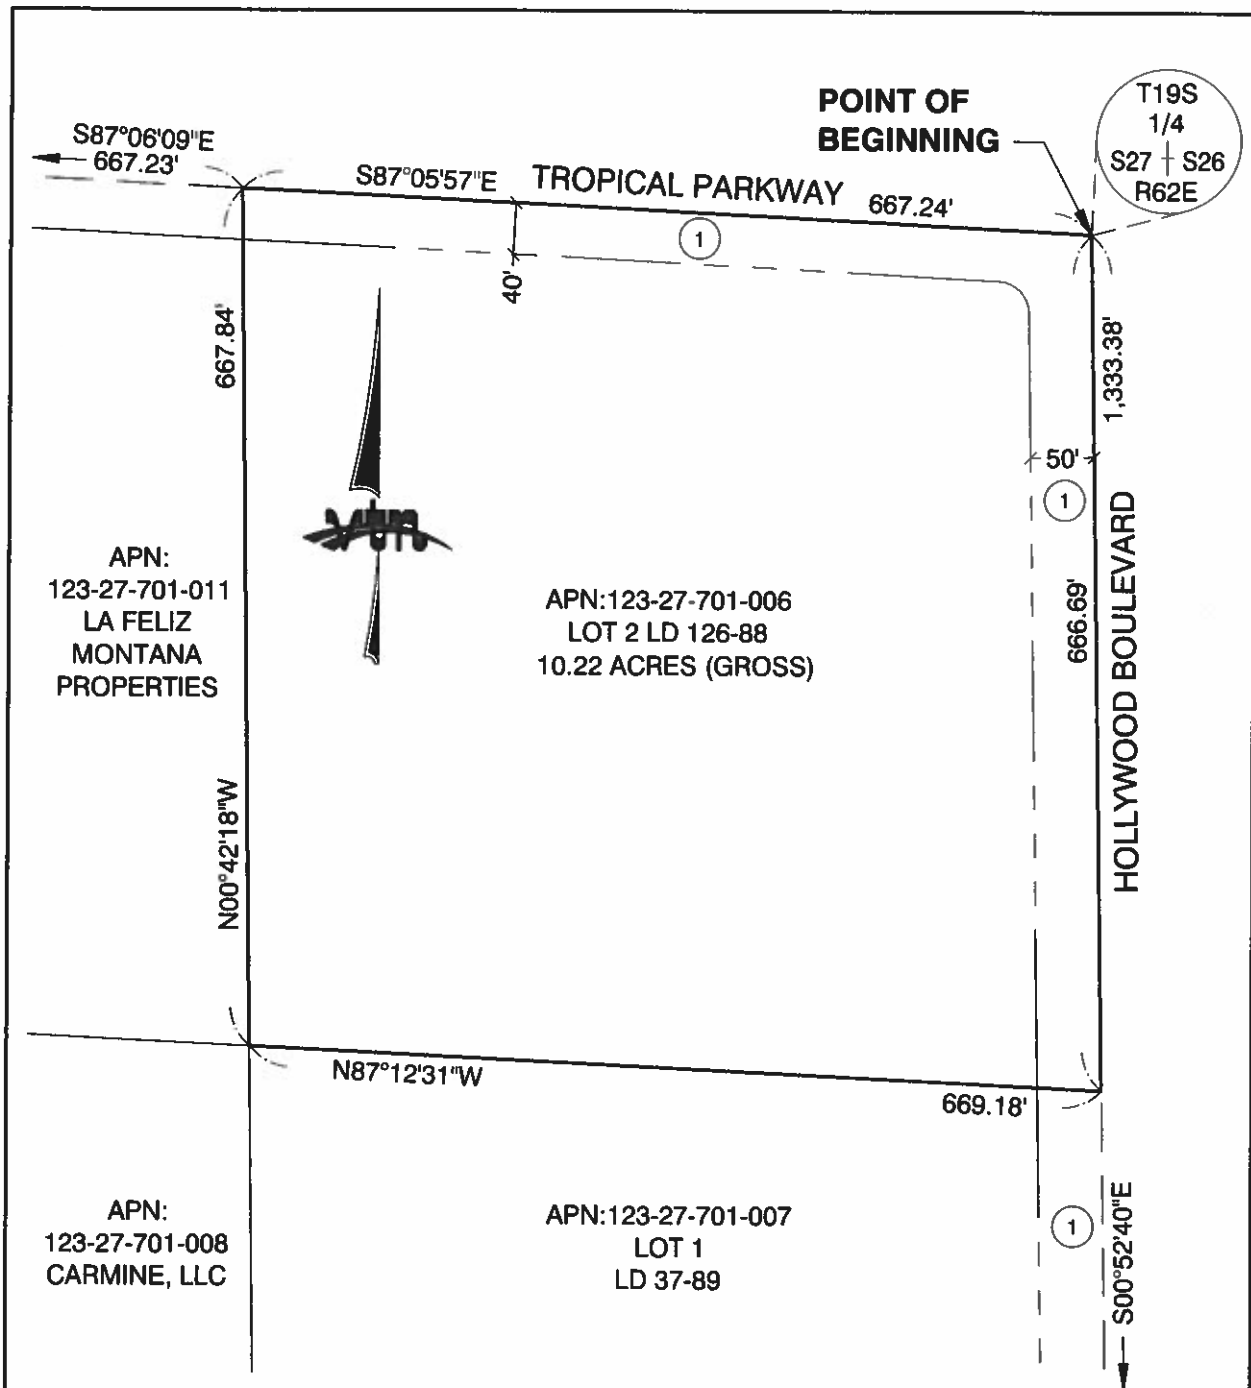 POINT OF
BEGINNING
T19S
1/4
S27 S26
R62E
S87°06'09"E
667.23'
S87°05'57"E
TROPICAL PARKWAY
667.24'
1
40'
667.84'
1,333.38'
50'
1
666.69'
HOLLYWOOD BOULEVARD
APN:
123-27-701-011
LA FELIZ
MONTANA
PROPERTIES
APN:123-27-701-006
LOT 2 LD 126-88
10.22 ACRES (GROSS)
N00°42'18"W
N87°12'31"W
669.18'
APN:
123-27-701-008
CARMINE, LLC
APN:123-27-701-007
LOT 1
LD 37-89
1
S00°52'40"E